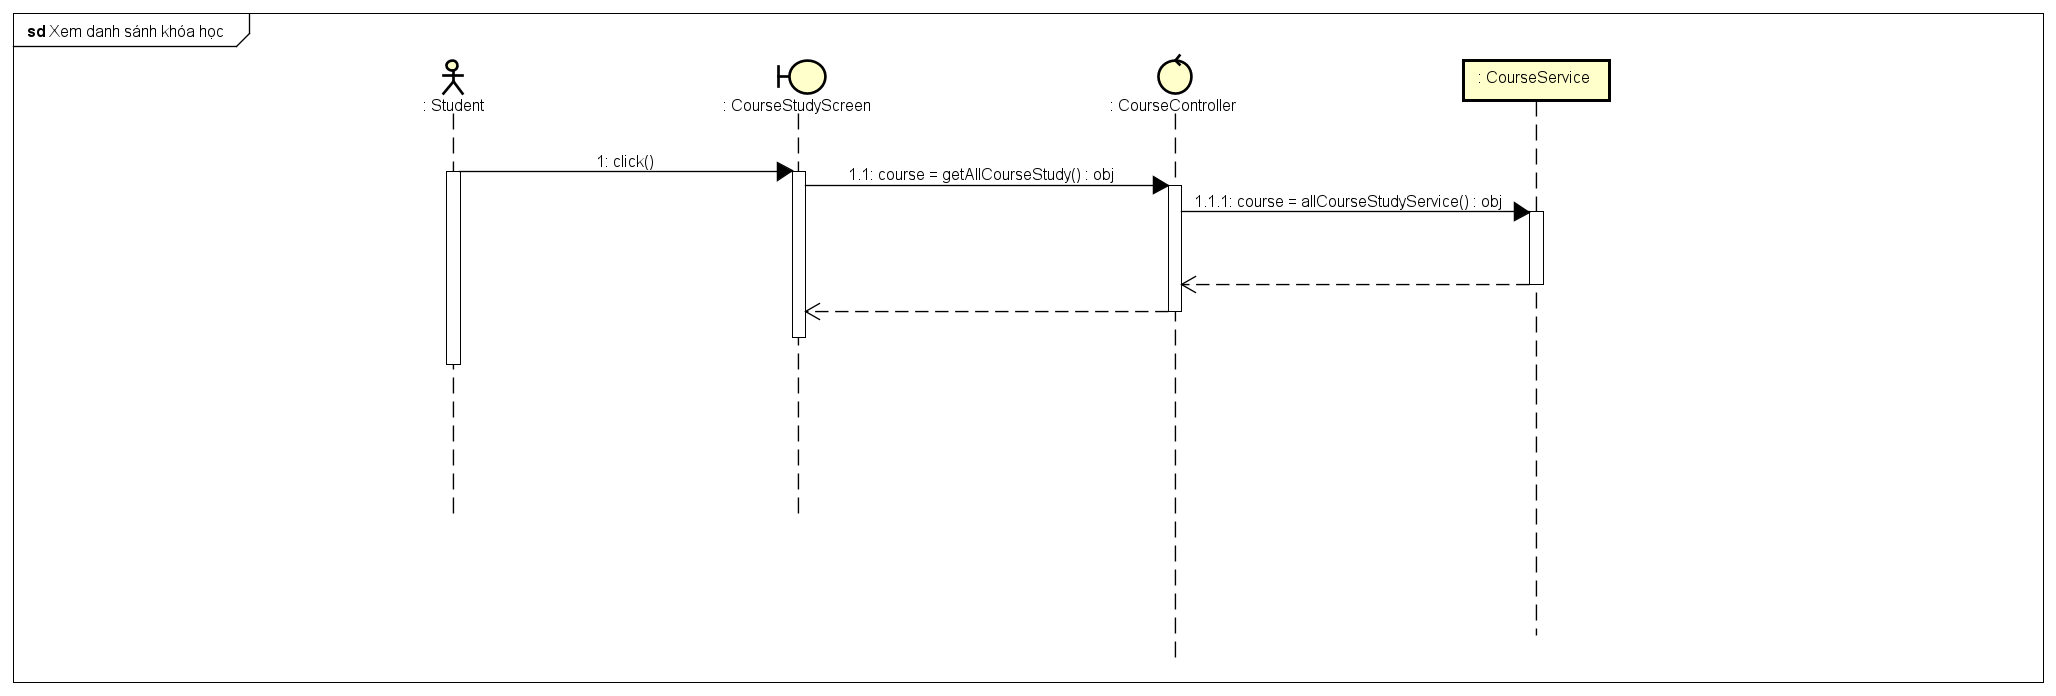 sd Xem danh sánh khóa học
: Student
: CourseStudyScreen
: CourseController
: CourseService
1: click()
1.1: course = getAllCourseStudy() : obj
1.1.1: course = allCourseStudyService() : obj